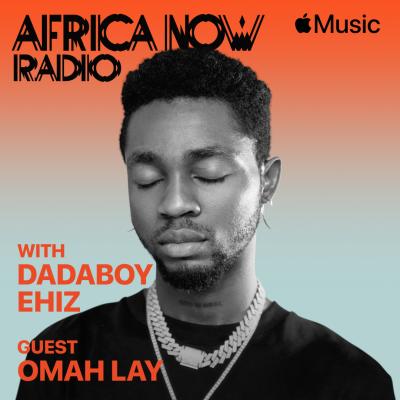 AFRICA NOW
RADIO
Music
WITH
DADABOY
EHIZ
GUEST
OMAH LAY